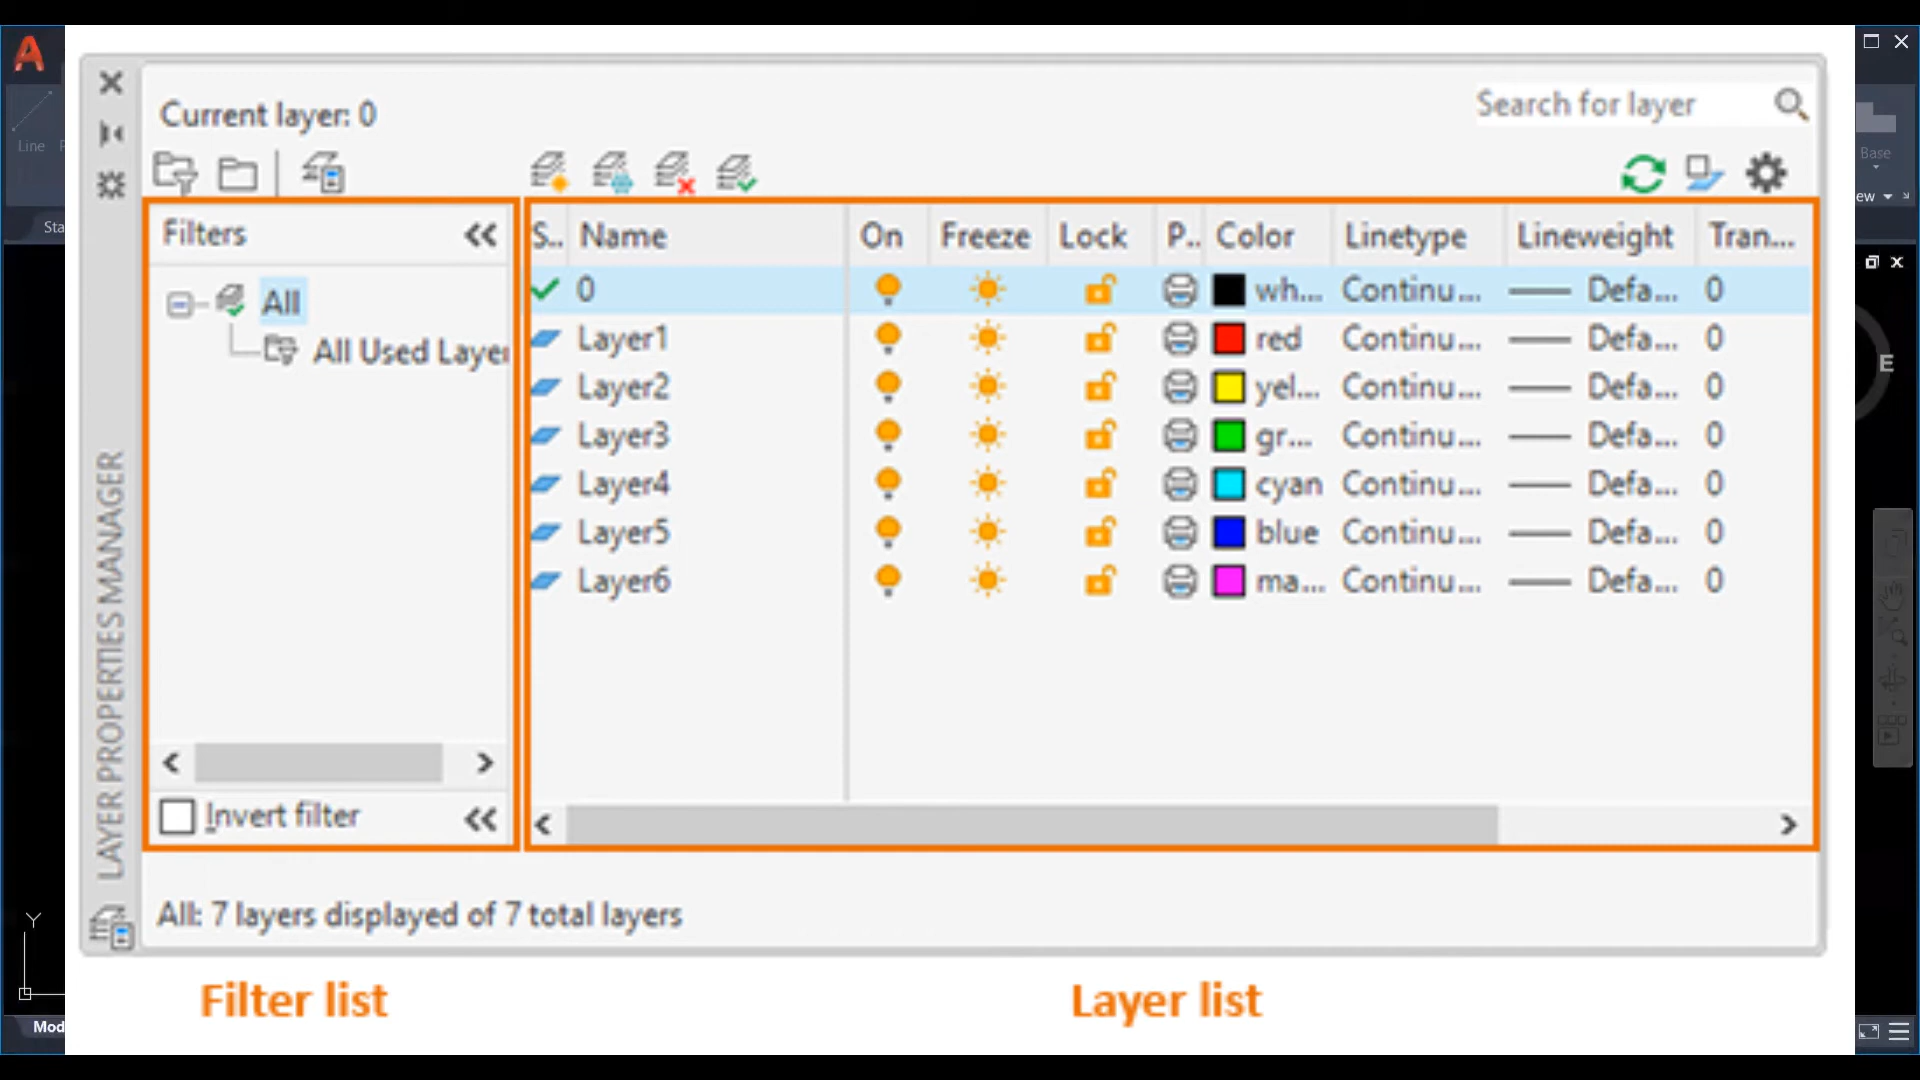 Line
Sta
Current layer: 0
Search for layer
Base
ew
Filters
All
All Used Layer
Invert filter
S.. Name On Freeze Lock P.. Color Linetype Lineweight Tran...
0 wh... Continu... Defa... 0
Layer1 red Continu... Defa... 0
Layer2 yel... Continu... Defa... 0
Layer3 gr... Continu... Defa... 0
Layer4 cyan Continu... Defa... 0
Layer5 blue Continu... Defa... 0
Layer6 ma... Continu... Defa... 0
E
LAYER PROPERTIES MANAGER
All: 7 layers displayed of 7 total layers
Y
Filter list
Layer list
Mod